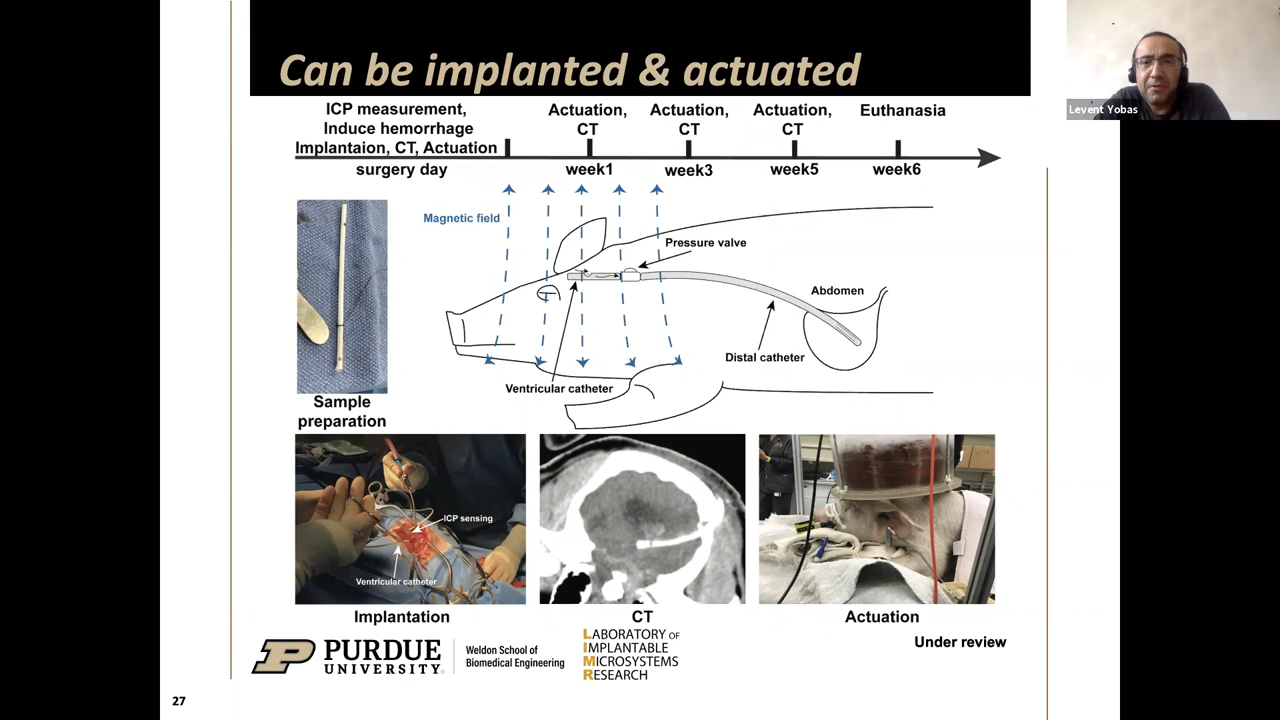 Can be implanted & actuated
Levent Yobas
ICP measurement,
Induce hemorrhage
Implantaion, CT, Actuation
surgery day
Actuation,
CT
week1
Actuation,
CT
week3
Actuation,
CT
week5
Euthanasia
week6
Magnetic field
Pressure valve
Abdomen
Distal catheter
Ventricular catheter
Sample
preparation
ICP sensing
Ventricular catheter
Implantation
CT
Actuation
Under review
P PURDUE
UNIVERSITY
Weldon School of
Biomedical Engineering
LABORATORY OF
IMPLANTABLE
MICROSYSTEMS
RESEARCH
27